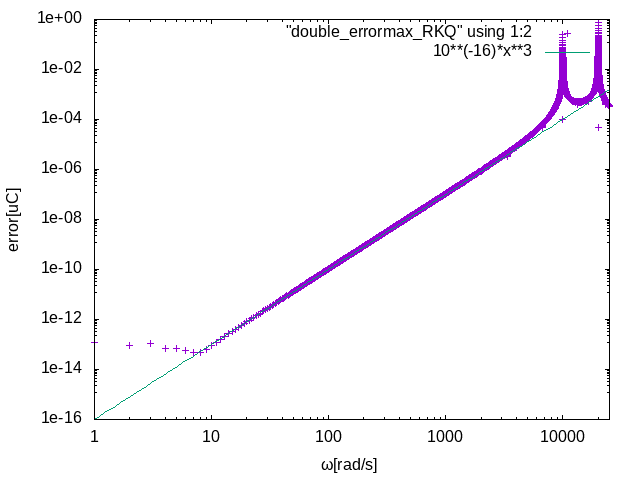 1e+00
1e-02
1e-04
1e-06
1e-08
1e-10
1e-12
1e-14
1e-16
error[uC]
"double_errormax_RKQ" using 1:2
10**(-16)*x**3
1 10 100 1000 10000
ω[rad/s]